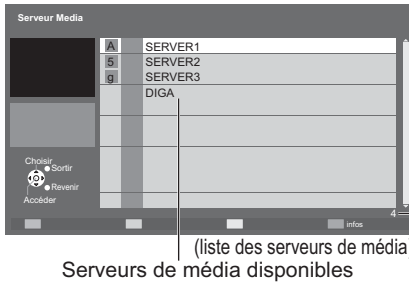 Serveur Media
A SERVER1
5 SERVER2
g SERVER3
DIGA
Choisir
Sortir
Revenir
Accéder
4
infos
(liste des serveurs de média)
Serveurs de média disponibles